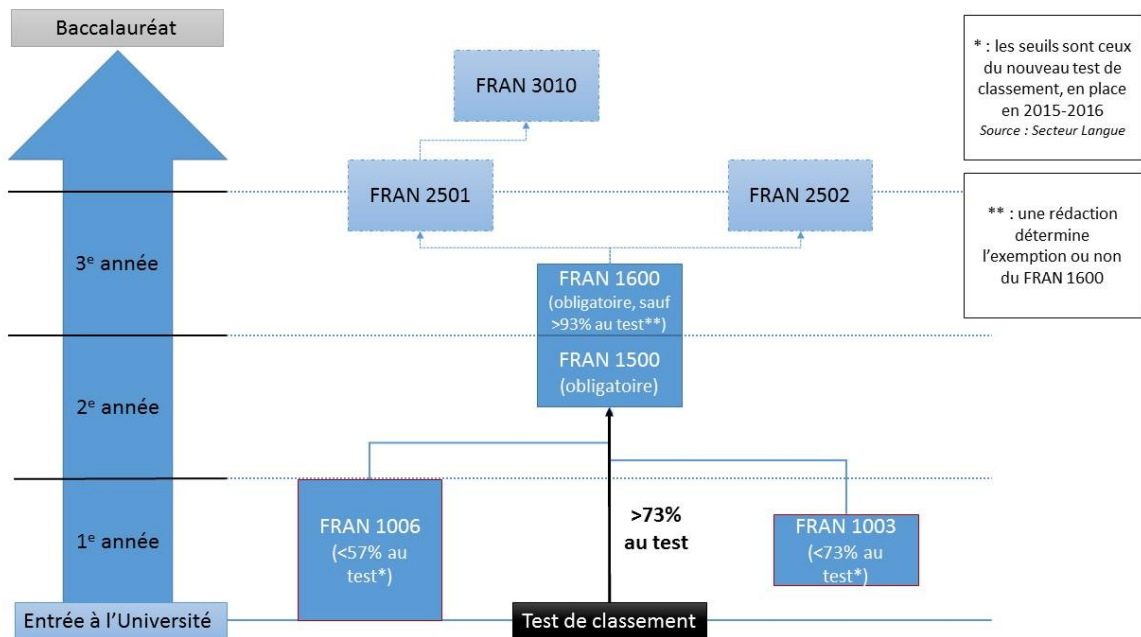 Baccalauréat
* : les seuils sont ceux
du nouveau test de
classement, en place
en 2015-2016
Source : Secteur Langue
FRAN 3010
FRAN 2501
FRAN 2502
** : une rédaction
détermine
l'exemption ou non
du FRAN 1600
3e année
FRAN 1600
(obligatoire, sauf
>93% au test**)
FRAN 1500
(obligatoire)
2e année
1e année
FRAN 1006
(<57% au
test*)
>73%
au test
FRAN 1003
(<73% au
test*)
Entrée à l'Université
Test de classement